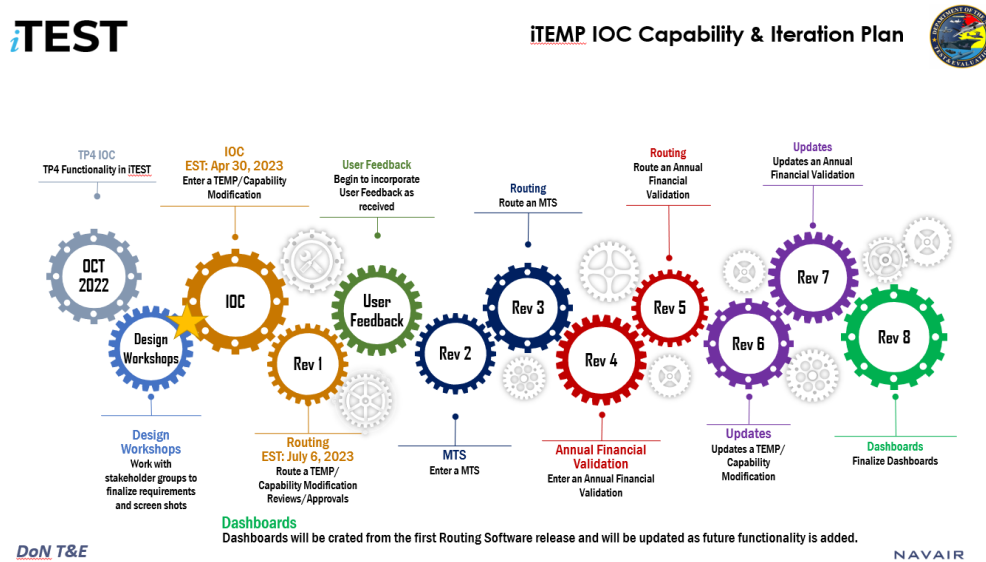 iTEST
iTEMP IOC Capability & Iteration Plan
DEPARTMENT OF THE
TEST & EVALUATION
TP4 IOC
TP4 Functionality in iTEST
IOC
EST: Apr 30, 2023
Enter a TEMP/Capability
Modification
User Feedback
Begin to incorporate
User Feedback as
received
Routing
Route an MTS
Routing
Route an Annual
Financial
Validation
Updates
Updates an Annual
Financial Validation
OCT
2022
Design
Workshops
IOC
Rev 1
User
Feedback
Rev 2
Rev 3
Rev 4
Rev 5
Rev 6
Rev 7
Rev 8
Design
Workshops
Work with
stakeholder groups to
finalize requirements
and screen shots
Routing
EST: July 6, 2023
Route a TEMP/
Capability Modification
Reviews/Approvals
MTS
Enter a MTS
Annual Financial
Validation
Enter an Annual Financial
Validation
Updates
Updates a TEMP/
Capability
Modification
Dashboards
Finalize Dashboards
Dashboards
Dashboards will be crated from the first Routing Software release and will be updated as future functionality is added.
DoN T&E
NAVAIR